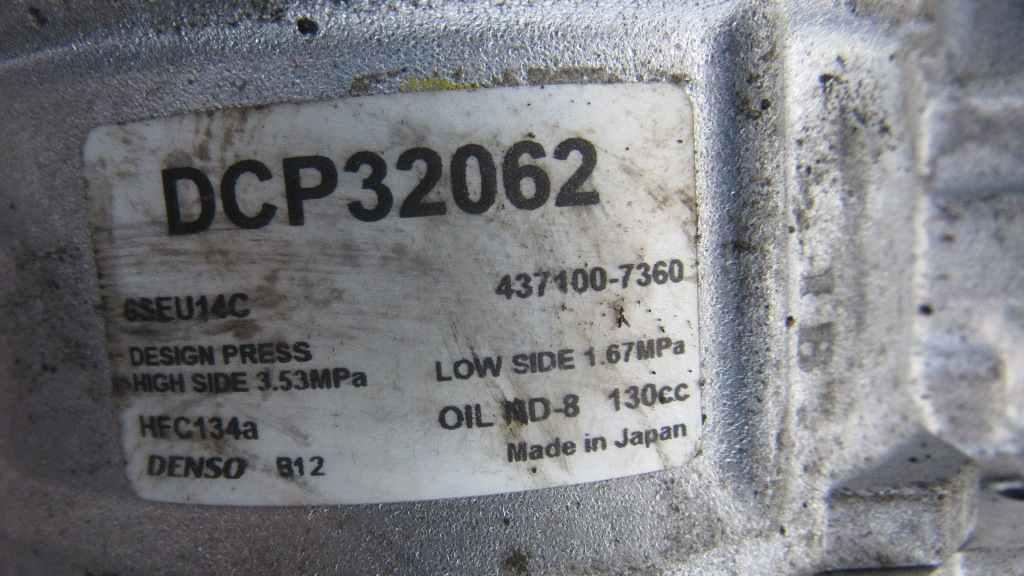 DCP32062
6SEU14C 437100-7360
DESIGN PRESS
HIGH SIDE 3.53MPa LOW SIDE 1.67MPa
HFC134a OIL ND-8 130cc
DENSO B12 Made in Japan